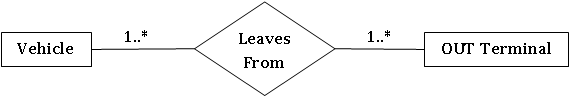 Vehicle
1..*
Leaves
From
1..*
OUT Terminal